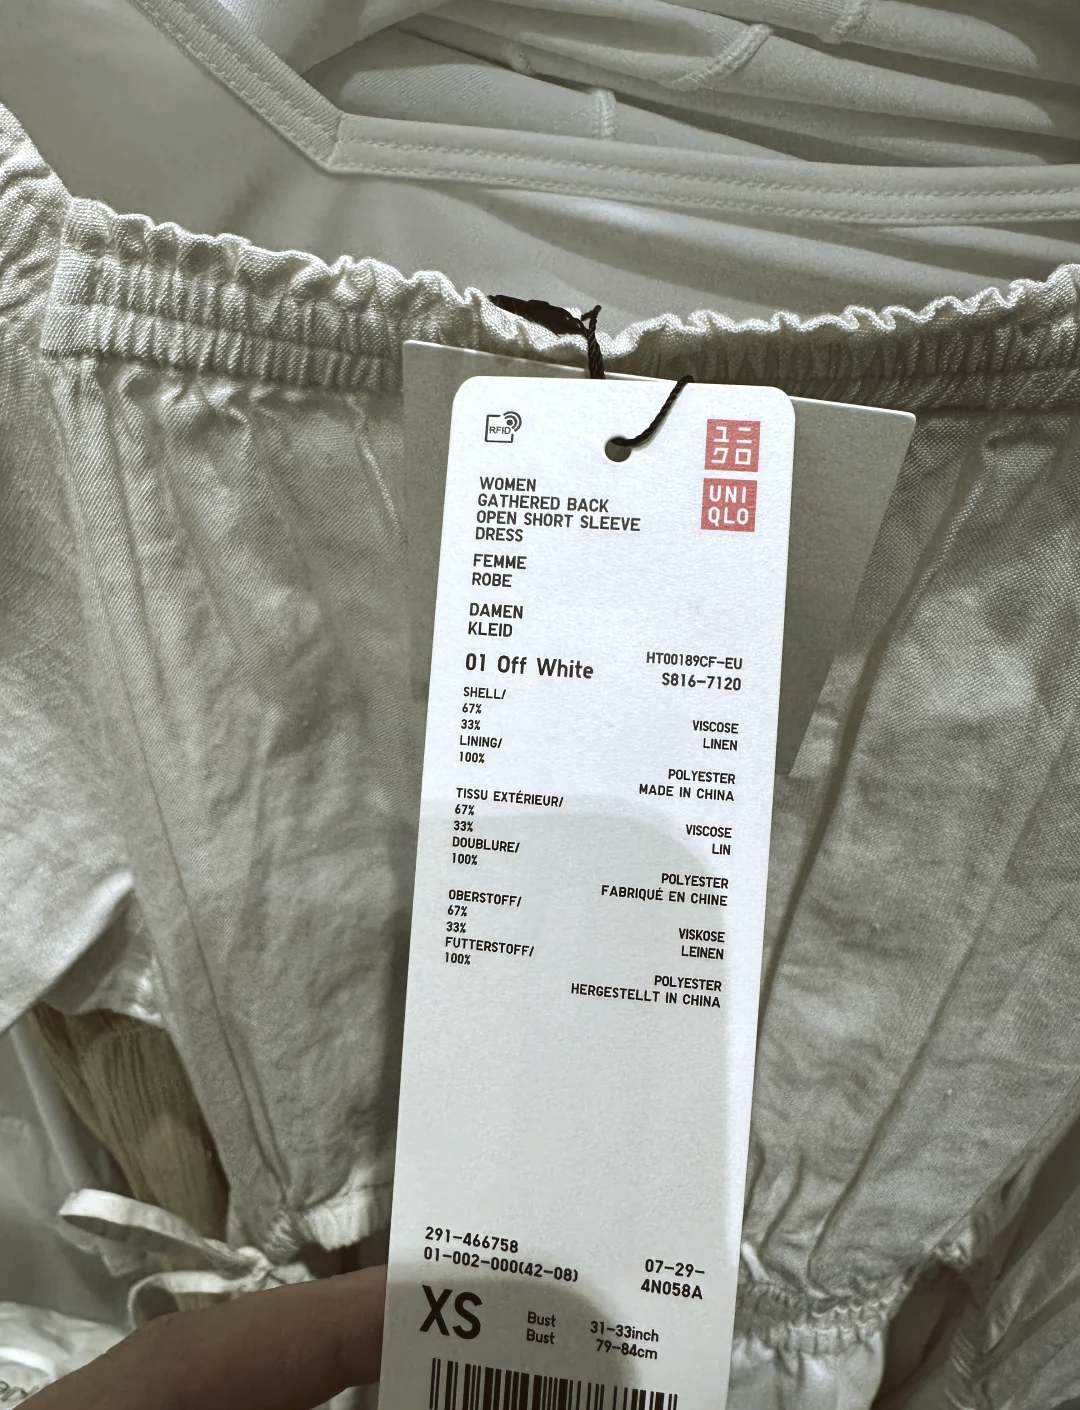 RFID
ユニ
クロ
UNI
QLO
WOMEN
GATHERED BACK
OPEN SHORT SLEEVE
DRESS
FEMME
ROBE
DAMEN
KLEID
01 Off White
HT00189CF-EU
S816-7120
SHELL/
67% VISCOSE
33% LINEN
LINING/
100% POLYESTER
MADE IN CHINA
TISSU EXTÉRIEUR/
67% VISCOSE
33% LIN
DOUBLURE/
100% POLYESTER
FABRIQUÉ EN CHINE
OBERSTOFF/
67% VISKOSE
33% LEINEN
FUTTERSTOFF/
100% POLYESTER
HERGESTELLT IN CHINA
291-466758
01-002-000(42-08)
07-29-
4N058A
XS
Bust 31-33inch
Bust 79-84cm